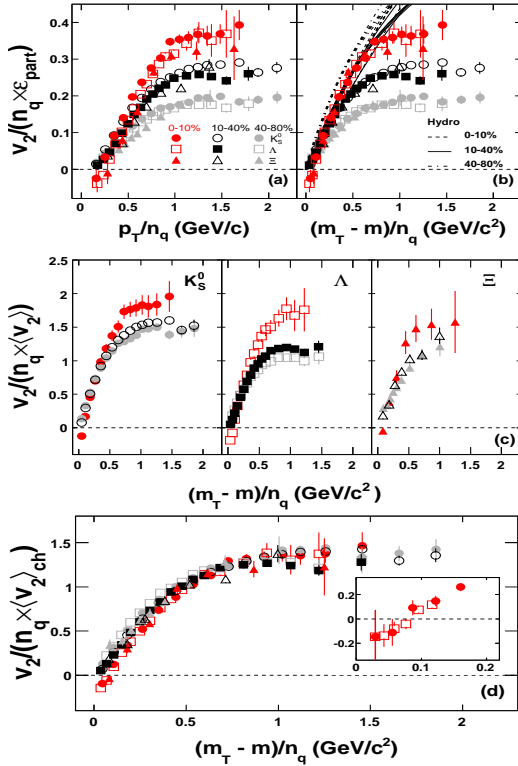 v2/(nq ×εpart)
0.4
0.3
0.2
0.1
0
0-10% 10-40% 40-80%
K0S
Λ
Ξ
(a)
0 0.5 1 1.5 2
pT/nq (GeV/c)
Hydro
0-10%
10-40%
40-80%
(b)
0 0.5 1 1.5 2
(mT - m)/nq (GeV/c2)
v2/(nq ×⟨v2⟩)
2.5
2
1.5
1
0.5
0
K0S
Λ
Ξ
(c)
0 0.5 1 1.5 2
0 0.5 1 1.5 2
0 0.5 1 1.5 2
(mT - m)/nq (GeV/c2)
v2/(nq ×⟨v2⟩ch)
1.5
1
0.5
0
0.2
0
-0.2
0 0.1 0.2
(d)
0 0.5 1 1.5 2
(mT - m)/nq (GeV/c2)